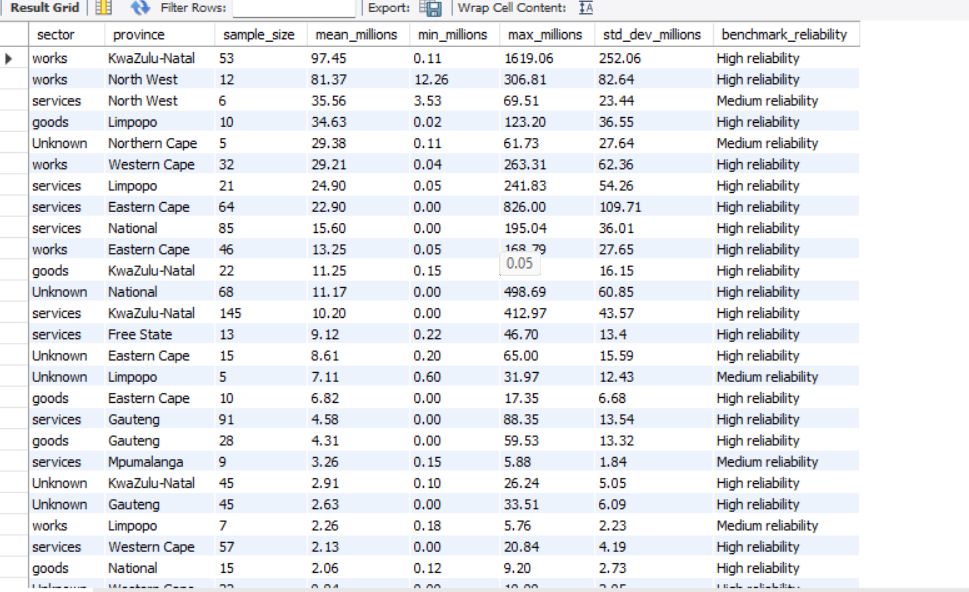 Result Grid Filter Rows: Export: Wrap Cell Content:
sector province sample_size mean_millions min_millions max_millions std_dev_millions benchmark_reliability
works KwaZulu-Natal 53 97.45 0.11 1619.06 252.06 High reliability
works North West 12 81.37 12.26 306.81 82.64 High reliability
services North West 6 35.56 3.53 69.51 23.44 Medium reliability
goods Limpopo 10 34.63 0.02 123.20 36.55 High reliability
Unknown Northern Cape 5 29.38 0.11 61.73 27.64 Medium reliability
works Western Cape 32 29.21 0.04 263.31 62.36 High reliability
services Limpopo 21 24.90 0.05 241.83 54.26 High reliability
services Eastern Cape 64 22.90 0.00 826.00 109.71 High reliability
services National 85 15.60 0.00 195.04 36.01 High reliability
works Eastern Cape 46 13.25 0.05 168.79 27.65 High reliability
0.05
goods KwaZulu-Natal 22 11.25 0.15 16.15 High reliability
Unknown National 68 11.17 0.00 498.69 60.85 High reliability
services KwaZulu-Natal 145 10.20 0.00 412.97 43.57 High reliability
services Free State 13 9.12 0.22 46.70 13.4 High reliability
Unknown Eastern Cape 15 8.61 0.20 65.00 15.59 High reliability
Unknown Limpopo 5 7.11 0.60 31.97 12.43 Medium reliability
goods Eastern Cape 10 6.82 0.00 17.35 6.68 High reliability
services Gauteng 91 4.58 0.00 88.35 13.54 High reliability
goods Gauteng 28 4.31 0.00 59.53 13.32 High reliability
services Mpumalanga 9 3.26 0.15 5.88 1.84 Medium reliability
Unknown KwaZulu-Natal 45 2.91 0.10 26.24 5.05 High reliability
Unknown Gauteng 45 2.63 0.00 33.51 6.09 High reliability
works Limpopo 7 2.26 0.18 5.76 2.23 Medium reliability
services Western Cape 57 2.13 0.00 20.84 4.19 High reliability
goods National 15 2.06 0.12 9.20 2.73 High reliability